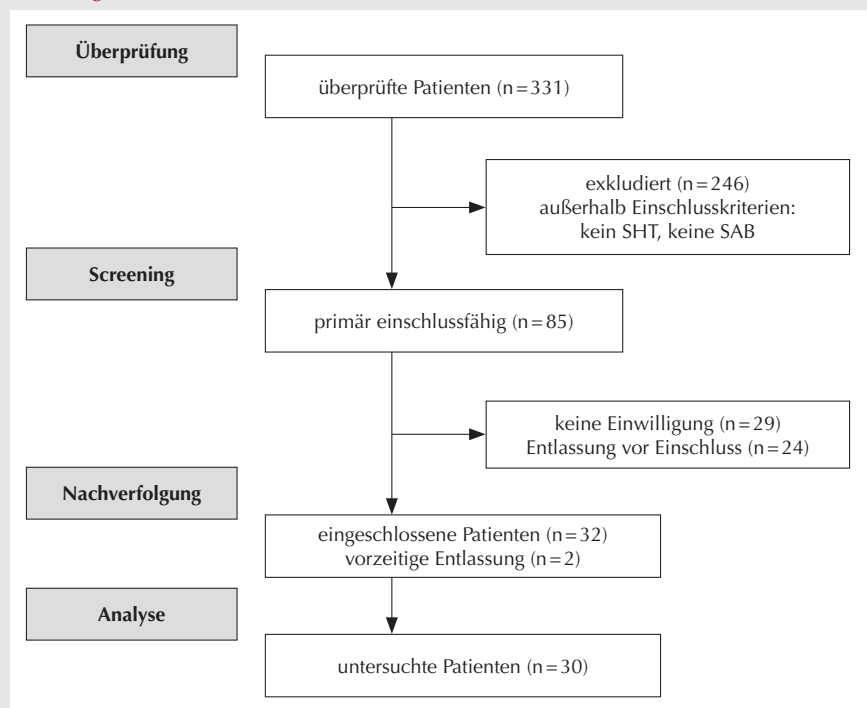 Überprüfung
überprüfte Patienten (n=331)
exkludiert (n=246)
außerhalb Einschlusskriterien:
kein SHT, keine SAB
Screening
primär einschlussfähig (n=85)
keine Einwilligung (n=29)
Entlassung vor Einschluss (n=24)
Nachverfolgung
eingeschlossene Patienten (n=32)
vorzeitige Entlassung (n=2)
Analyse
untersuchte Patienten (n=30)